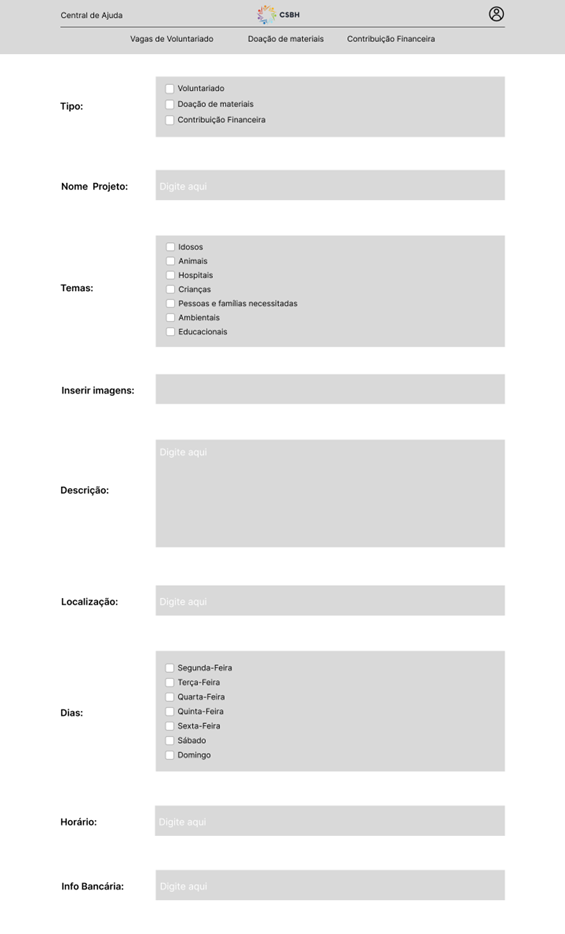 Central de Ajuda
CSBH
Vagas de Voluntariado
Doação de materiais
Contribuição Financeira
Tipo:
Voluntariado
Doação de materiais
Contribuição Financeira
Nome Projeto:
Digite aqui
Temas:
Idosos
Animais
Hospitais
Crianças
Pessoas e famílias necessitadas
Ambientais
Educacionais
Inserir imagens:
Descrição:
Digite aqui
Localização:
Digite aqui
Dias:
Segunda-Feira
Terça-Feira
Quarta-Feira
Quinta-Feira
Sexta-Feira
Sábado
Domingo
Horário:
Digite aqui
Info Bancária:
Digite aqui